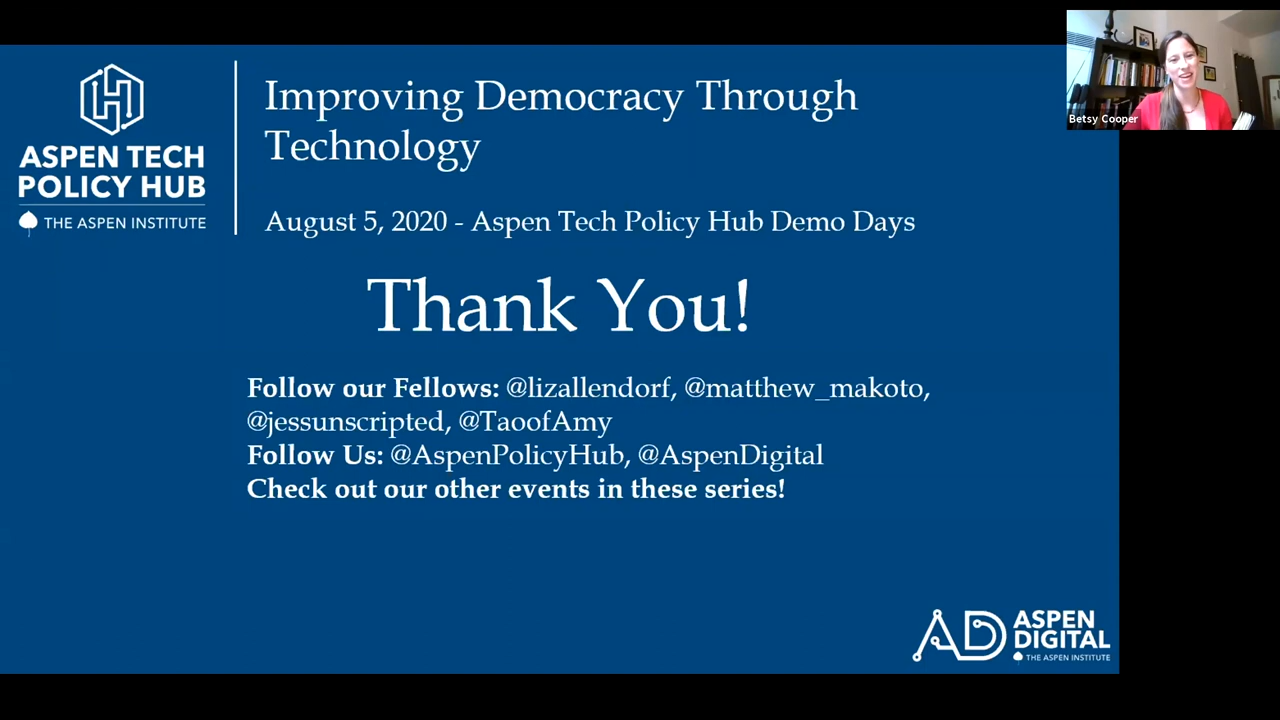 ASPEN TECH
POLICY HUB
THE ASPEN INSTITUTE
Improving Democracy Through
Technology
August 5, 2020 - Aspen Tech Policy Hub Demo Days
Betsy Cooper
Thank You!
Follow our Fellows: @lizallendorf, @matthew_makoto,
@jessunscripted, @TaoofAmy
Follow Us: @AspenPolicyHub, @AspenDigital
Check out our other events in these series!
AD
ASPEN
DIGITAL
THE ASPEN INSTITUTE